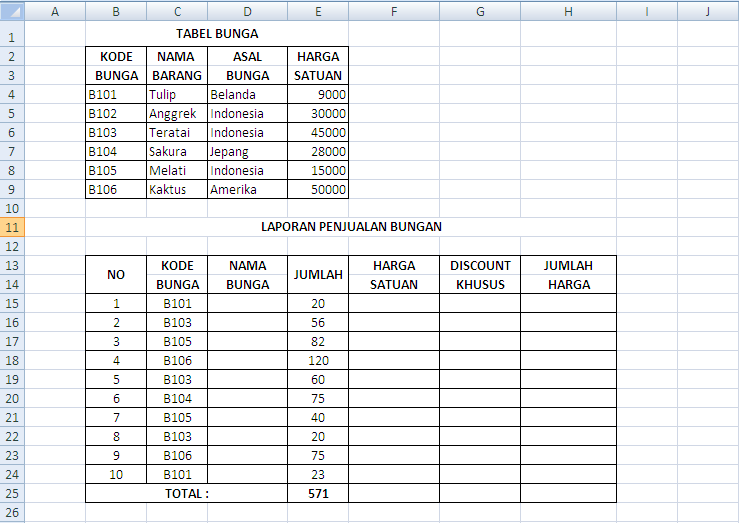 A B C D E F G H I J
1 TABEL BUNGA
2 KODE NAMA ASAL HARGA
3 BUNGA BARANG BUNGA SATUAN
4 B101 Tulip Belanda 9000
5 B102 Anggrek Indonesia 30000
6 B103 Teratai Indonesia 45000
7 B104 Sakura Jepang 28000
8 B105 Melati Indonesia 15000
9 B106 Kaktus Amerika 50000
10
11 LAPORAN PENJUALAN BUNGAN
12
13 NO KODE NAMA JUMLAH HARGA DISCOUNT JUMLAH
14 BUNGA BUNGA SATUAN KHUSUS HARGA
15 1 B101 20
16 2 B103 56
17 3 B105 82
18 4 B106 120
19 5 B103 60
20 6 B104 75
21 7 B105 40
22 8 B103 20
23 9 B106 75
24 10 B101 23
25 TOTAL : 571
26